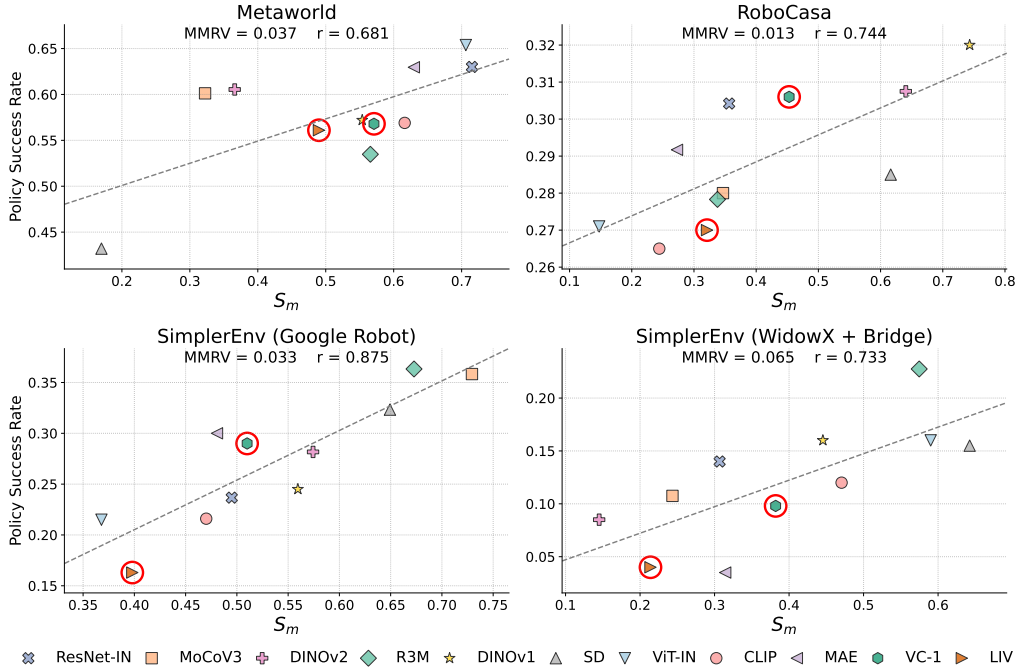 Metaworld
MMRV = 0.037 r = 0.681
Policy Success Rate
0.65
0.60
0.55
0.50
0.45
0.2 0.3 0.4 0.5 0.6 0.7
Sm
RoboCasa
MMRV = 0.013 r = 0.744
0.32
0.31
0.30
0.29
0.28
0.27
0.26
0.1 0.2 0.3 0.4 0.5 0.6 0.7 0.8
Sm
SimplerEnv (Google Robot)
MMRV = 0.033 r = 0.875
Policy Success Rate
0.35
0.30
0.25
0.20
0.15
0.35 0.40 0.45 0.50 0.55 0.60 0.65 0.70 0.75
Sm
SimplerEnv (WidowX + Bridge)
MMRV = 0.065 r = 0.733
0.20
0.15
0.10
0.05
0.1 0.2 0.3 0.4 0.5 0.6
Sm
ResNet-IN MoCoV3 DINOv2 R3M DINOv1 SD ViT-IN CLIP MAE VC-1 LIV